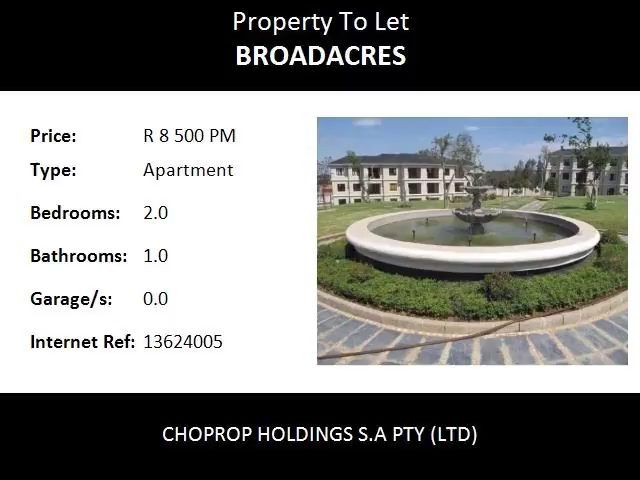 Property To Let
BROADACRES
Price: R 8 500 PM
Type: Apartment
Bedrooms: 2.0
Bathrooms: 1.0
Garage/s: 0.0
Internet Ref: 13624005
CHOPROP HOLDINGS S.A PTY (LTD)